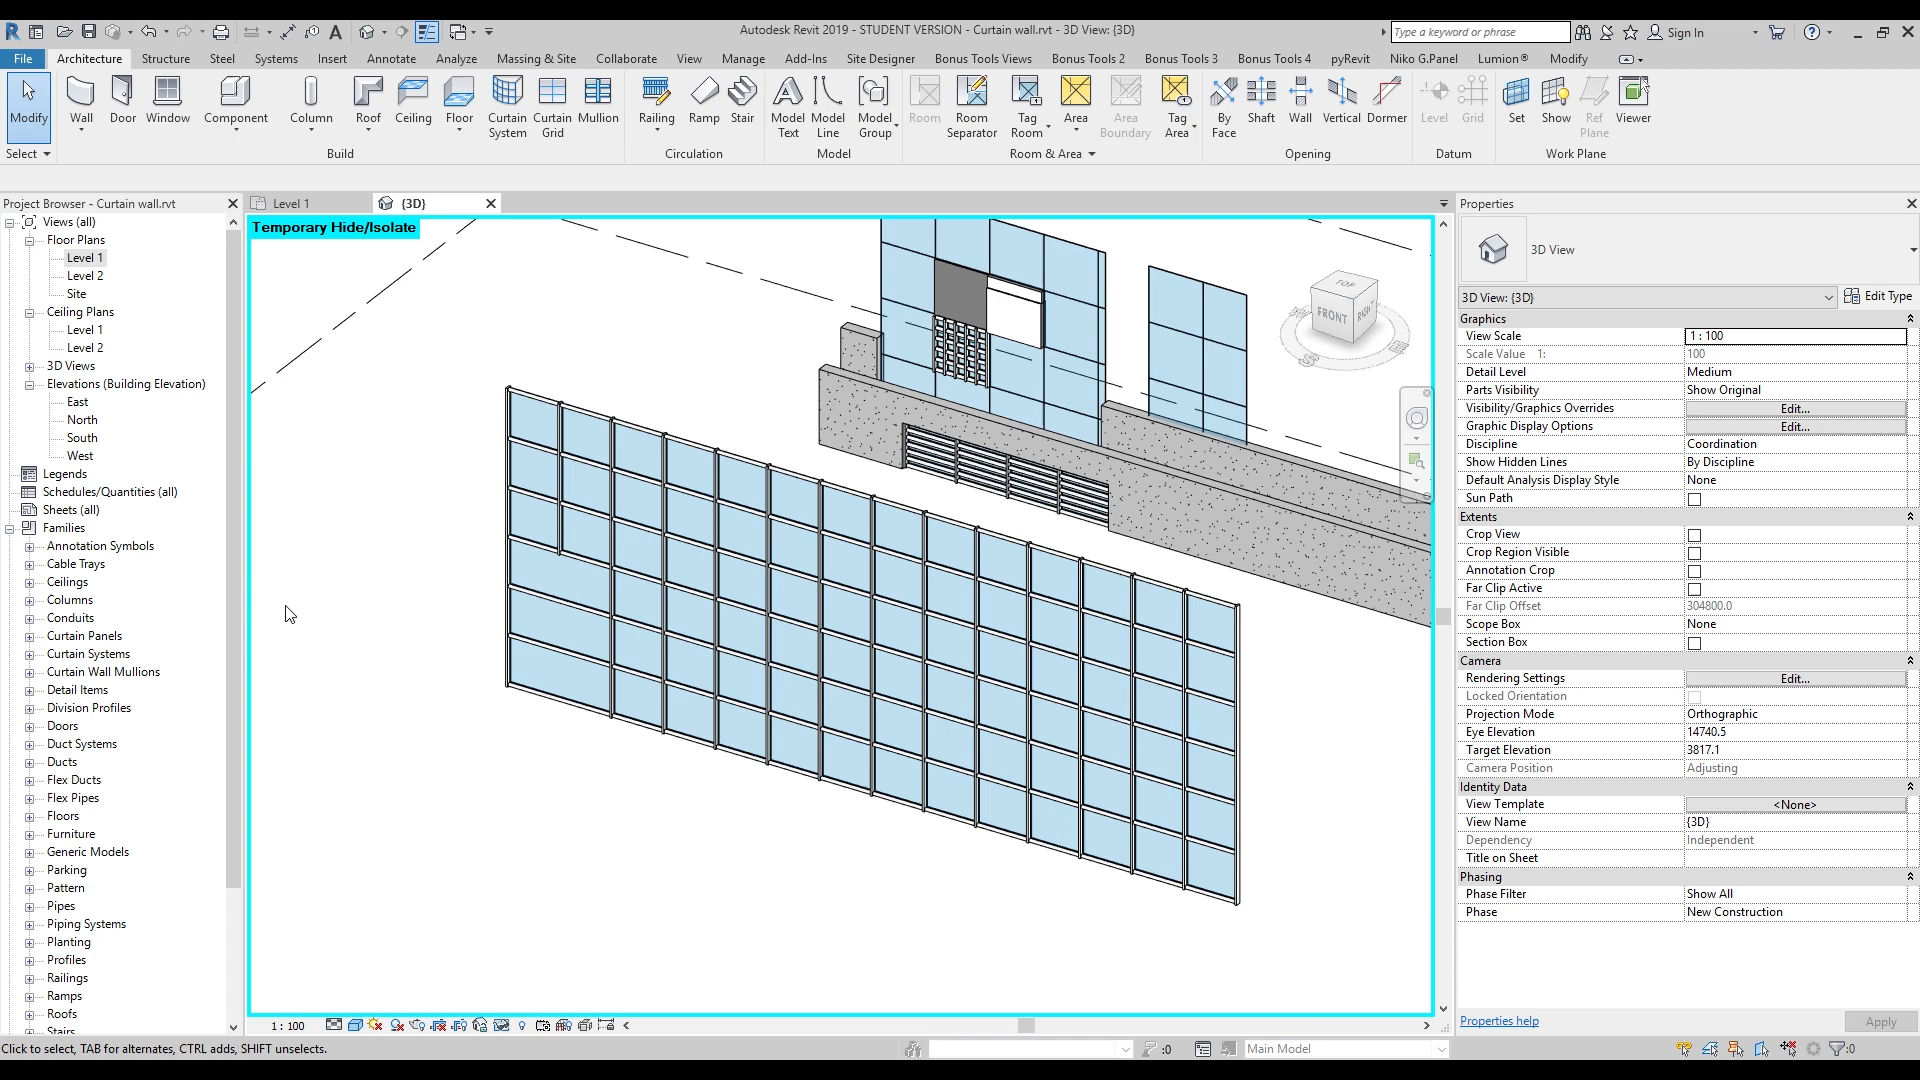 Autodesk Revit 2019 - STUDENT VERSION - Curtain wall.rvt - 3D View: {3D}
Type a keyword or phrase
Sign In
File Architecture Structure Steel Systems Insert Annotate Analyze Massing & Site Collaborate View Manage Add-Ins Site Designer Bonus Tools Views Bonus Tools 2 Bonus Tools 3 Bonus Tools 4 pyRevit Niko G.Panel Lumion® Modify
Modify Wall Door Window Component Column Roof Ceiling Floor Curtain System Curtain Grid Mullion Railing Ramp Stair Model Text Model Line Model Group Room Room Separator Tag Room Area Area Boundary Tag Area By Face Shaft Wall Vertical Dormer Level Grid Set Show Ref Plane Viewer
Select Build Circulation Model Room & Area Opening Datum Work Plane
Project Browser - Curtain wall.rvt
Views (all)
Floor Plans
Level 1
Level 2
Site
Ceiling Plans
Level 1
Level 2
3D Views
Elevations (Building Elevation)
East
North
South
West
Legends
Schedules/Quantities (all)
Sheets (all)
Families
Annotation Symbols
Cable Trays
Ceilings
Columns
Conduits
Curtain Panels
Curtain Systems
Curtain Wall Mullions
Detail Items
Division Profiles
Doors
Duct Systems
Ducts
Flex Ducts
Flex Pipes
Floors
Furniture
Generic Models
Parking
Pattern
Pipes
Piping Systems
Planting
Profiles
Railings
Ramps
Roofs
Stairs
Level 1 {3D}
Temporary Hide/Isolate
TOP
FRONT
RIGHT
S
1 : 100
Properties
3D View
3D View: {3D} Edit Type
Graphics
View Scale 1 : 100
Scale Value 1: 100
Detail Level Medium
Parts Visibility Show Original
Visibility/Graphics Overrides Edit...
Graphic Display Options Edit...
Discipline Coordination
Show Hidden Lines By Discipline
Default Analysis Display Style None
Sun Path
Extents
Crop View
Crop Region Visible
Annotation Crop
Far Clip Active
Far Clip Offset 304800.0
Scope Box None
Section Box
Camera
Rendering Settings Edit...
Locked Orientation
Projection Mode Orthographic
Eye Elevation 14740.5
Target Elevation 3817.1
Camera Position Adjusting
Identity Data
View Template <None>
View Name {3D}
Dependency Independent
Title on Sheet
Phasing
Phase Filter Show All
Phase New Construction
Properties help Apply
Click to select, TAB for alternates, CTRL adds, SHIFT unselects. :0 Main Model :0